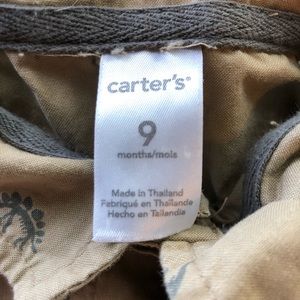 carter's®
9
months/mois
Made in Thailand
Fabriqué en Thaïlande
Hecho en Tailandia